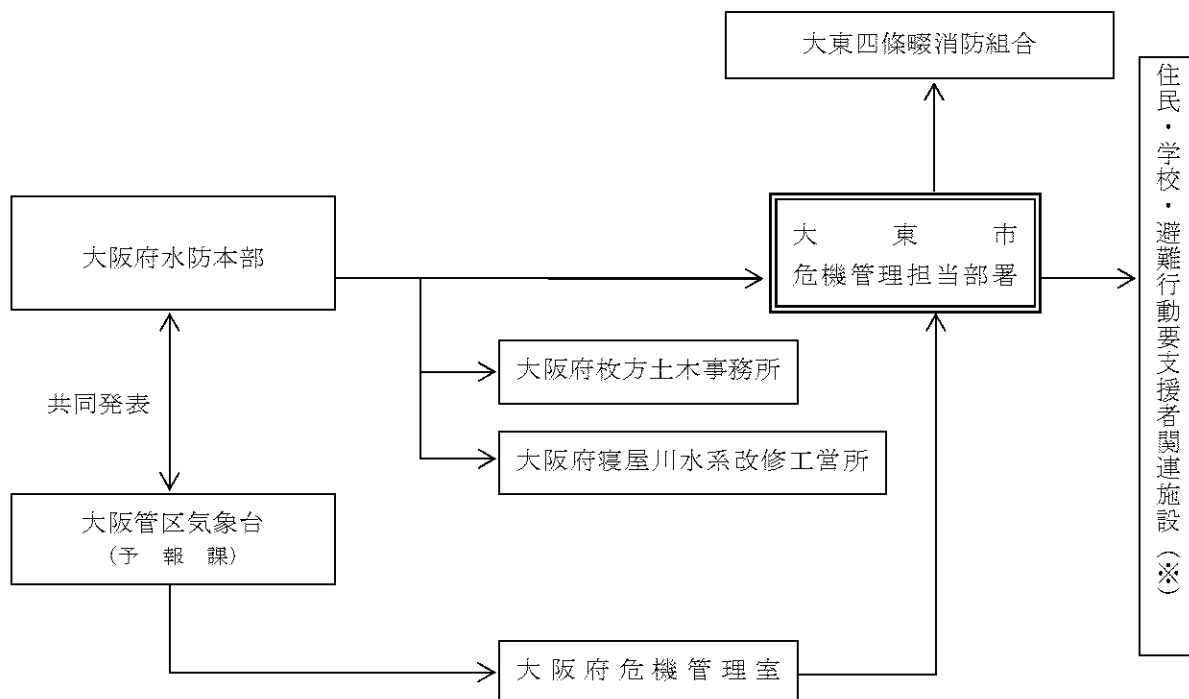 大東四條畷消防組合
住民・学校・避難行動要支援者関連施設(※)
大阪府水防本部
大東市
危機管理担当部署
大阪府枚方土木事務所
共同発表
大阪府寝屋川水系改修工営所
大阪管区気象台
(予報課)
大阪府危機管理室